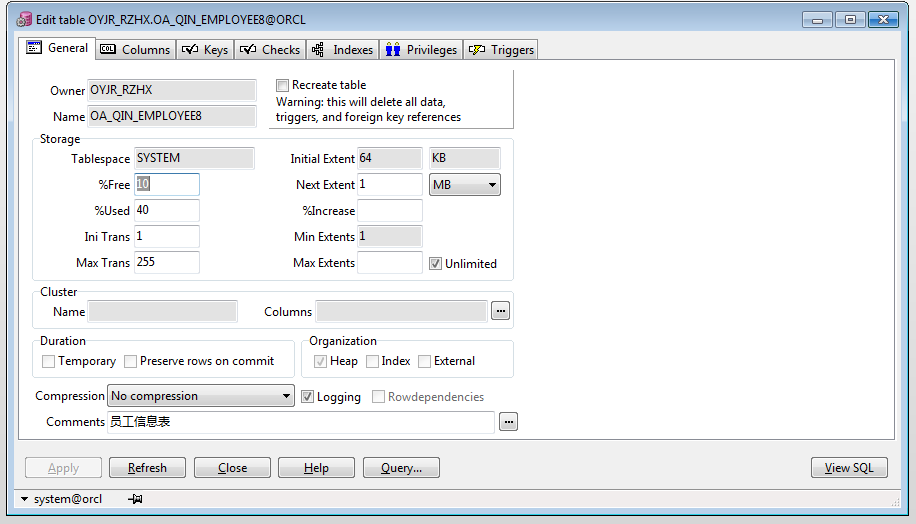 Edit table OYJR_RZHX.OA_QIN_EMPLOYEE8@ORCL
General Columns Keys Checks Indexes Privileges Triggers
Owner OYJR_RZHX
Name OA_QIN_EMPLOYEE8
Recreate table
Warning: this will delete all data,
triggers, and foreign key references
Storage
Tablespace SYSTEM Initial Extent 64 KB
%Free 10 Next Extent 1 MB
%Used 40 %Increase
Ini Trans 1 Min Extents 1
Max Trans 255 Max Extents Unlimited
Cluster
Name Columns ...
Duration
Temporary Preserve rows on commit
Organization
Heap Index External
Compression No compression Logging Rowdependencies
Comments 员工信息表 ...
Apply Refresh Close Help Query... View SQL
system@orcl